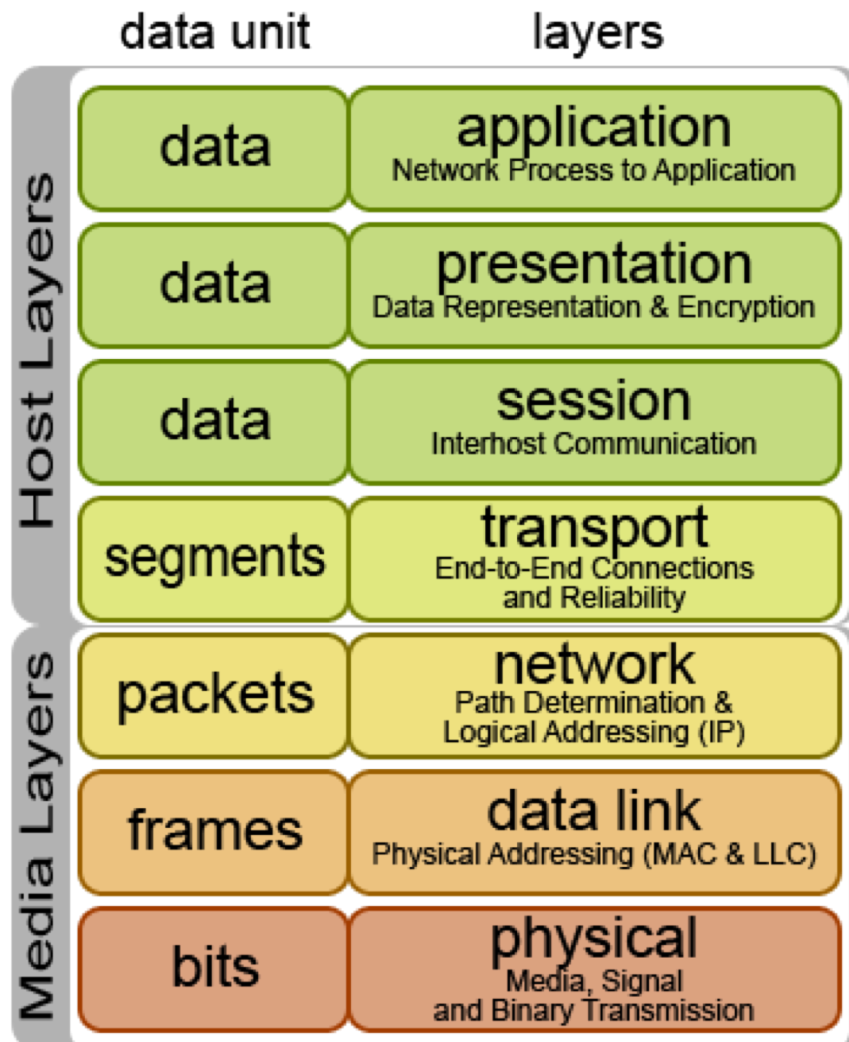 data unit layers
Host Layers
data application
Network Process to Application
data presentation
Data Representation & Encryption
data session
Interhost Communication
segments transport
End-to-End Connections
and Reliability
Media Layers
packets network
Path Determination &
Logical Addressing (IP)
frames data link
Physical Addressing (MAC & LLC)
bits physical
Media, Signal
and Binary Transmission